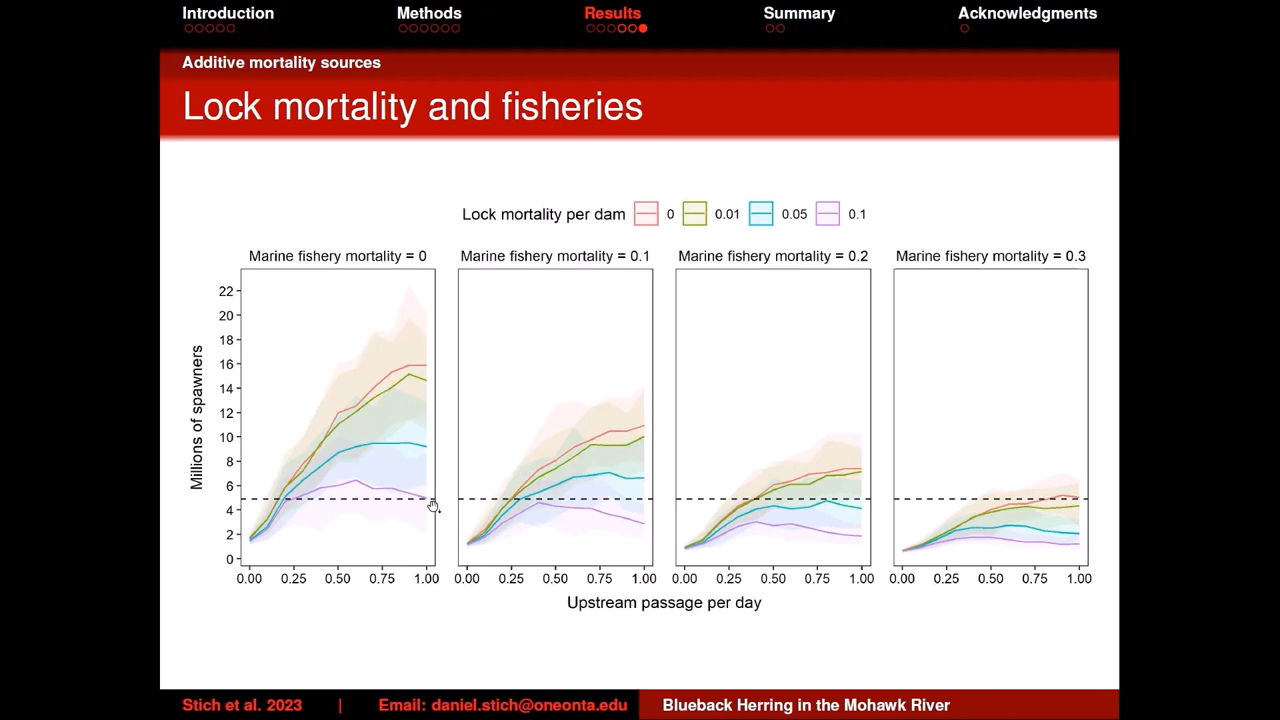 Introduction Methods Results Summary Acknowledgments
Additive mortality sources
Lock mortality and fisheries
Lock mortality per dam 0 0.01 0.05 0.1
Marine fishery mortality = 0 Marine fishery mortality = 0.1 Marine fishery mortality = 0.2 Marine fishery mortality = 0.3
Millions of spawners
22
20
18
16
14
12
10
8
6
4
2
0
0.00 0.25 0.50 0.75 1.00 0.00 0.25 0.50 0.75 1.00 0.00 0.25 0.50 0.75 1.00 0.00 0.25 0.50 0.75 1.00
Upstream passage per day
Stich et al. 2023 | Email: daniel.stich@oneonta.edu Blueback Herring in the Mohawk River